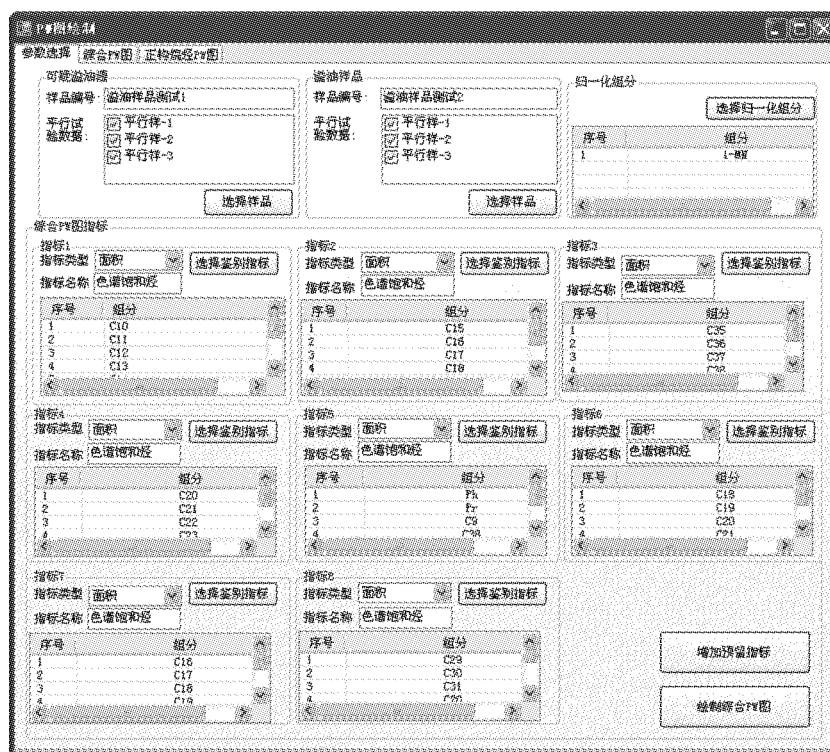 PW图绘制
参数选择 综合PW图 正构烷烃PW图
可疑溢油源
样品编号: 溢油样品测试1
平行试验数据:
平行样-1
平行样-2
平行样-3
选择样品
溢油样品
样品编号: 溢油样品测试2
平行试验数据:
平行样-1
平行样-2
平行样-3
选择样品
归一化组分
选择归一化组分
序号 组分
1
综合PW图指标
指标1
指标类型 面积 选择鉴别指标
指标名称 色谱饱和烃
序号 组分
1 C10
2 C11
3 C12
4 C13
指标2
指标类型 面积 选择鉴别指标
指标名称 色谱饱和烃
序号 组分
1 C15
2 C16
3 C17
4 C18
指标3
指标类型 面积 选择鉴别指标
指标名称 色谱饱和烃
序号 组分
1 C35
2 C36
3 C37
4 C38
指标4
指标类型 面积 选择鉴别指标
指标名称 色谱饱和烃
序号 组分
1 C20
2 C21
3 C22
4 C23
指标5
指标类型 面积 选择鉴别指标
指标名称 色谱饱和烃
序号 组分
1 Ph
2 Pr
3 C9
4 C38
指标6
指标类型 面积 选择鉴别指标
指标名称 色谱饱和烃
序号 组分
1 C18
2 C19
3 C20
4 C21
指标7
指标类型 面积 选择鉴别指标
指标名称 色谱饱和烃
序号 组分
1 C16
2 C17
3 C18
4 C19
指标8
指标类型 面积 选择鉴别指标
指标名称 色谱饱和烃
序号 组分
1 C29
2 C30
3 C31
4
增加预留指标
绘制综合PW图